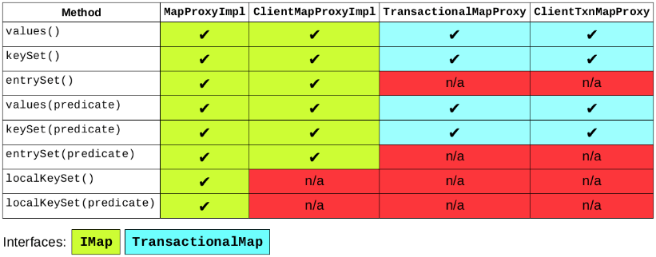 Method MapProxyImpl ClientMapProxyImpl TransactionalMapProxy ClientTxnMapProxy
values() ✔ ✔ ✔ ✔
keySet() ✔ ✔ ✔ ✔
entrySet() ✔ ✔ n/a n/a
values(predicate) ✔ ✔ ✔ ✔
keySet(predicate) ✔ ✔ ✔ ✔
entrySet(predicate) ✔ ✔ n/a n/a
localKeySet() ✔ n/a n/a n/a
localKeySet(predicate) ✔ n/a n/a n/a
Interfaces: IMap TransactionalMap